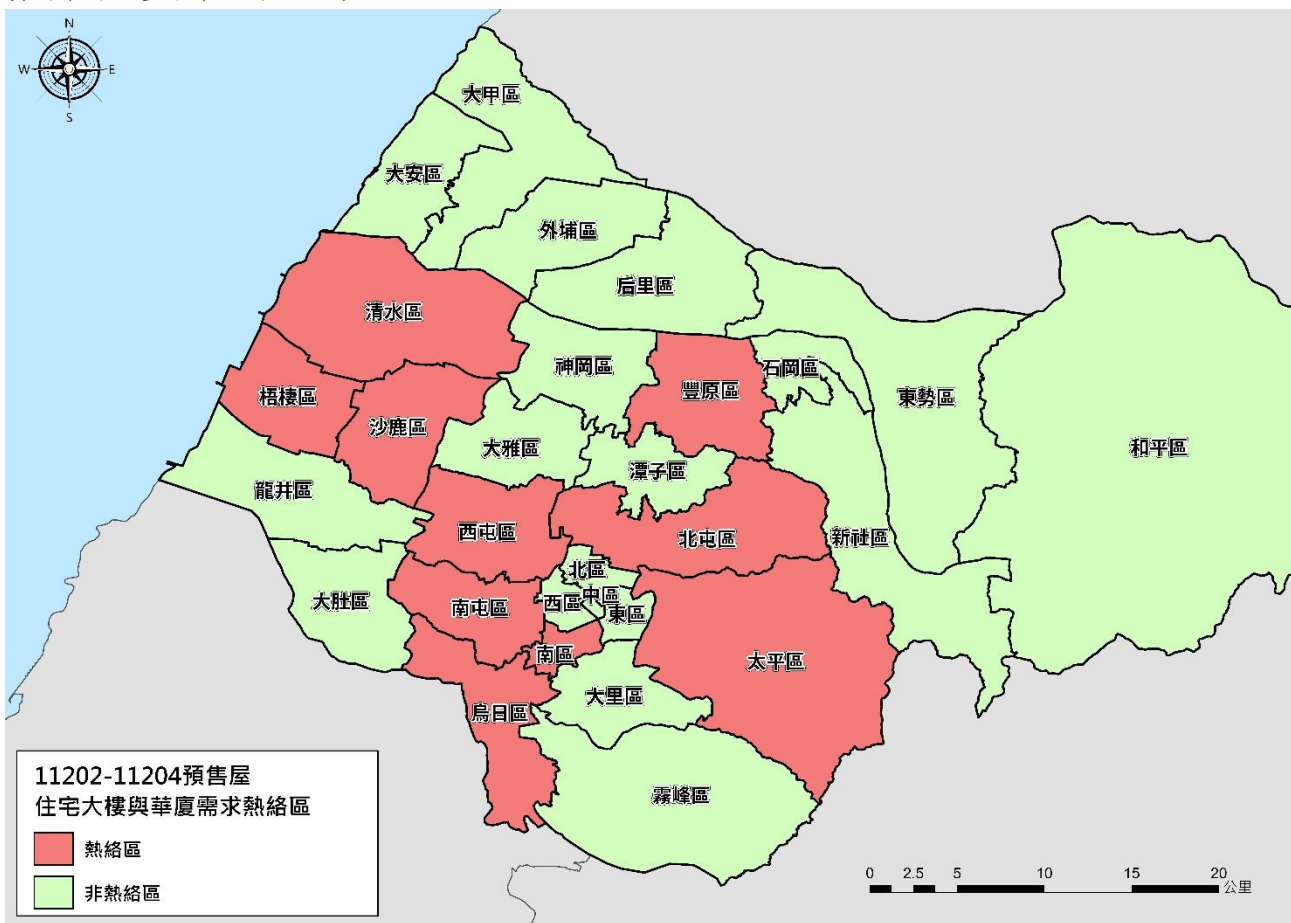 N
W
E
S
大甲區
大安區
外埔區
后里區
清水區
神岡區
石岡區
豐原區
東勢區
梧棲區
沙鹿區
和平區
大雅區
潭子區
龍井區
西屯區
北屯區
新社區
北區
大肚區
南屯區
西區
中區
東區
南區
太平區
大里區
烏日區
霧峰區
11202-11204預售屋
住宅大樓與華廈需求熱絡區
熱絡區
非熱絡區
0 2.5 5 10 15 20
公里